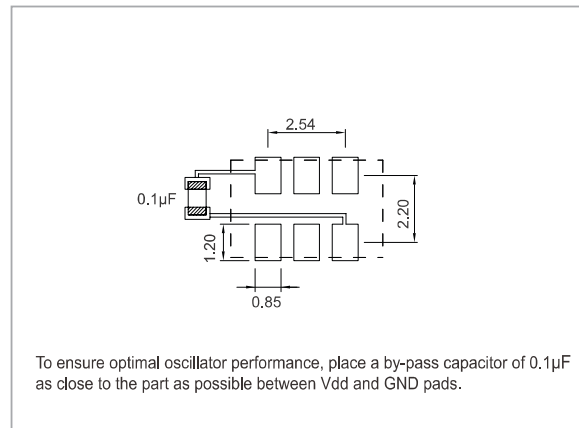 2.54
0.1µF
2.20
1.20
0.85
To ensure optimal oscillator performance, place a by-pass capacitor of 0.1µF
as close to the part as possible between Vdd and GND pads.